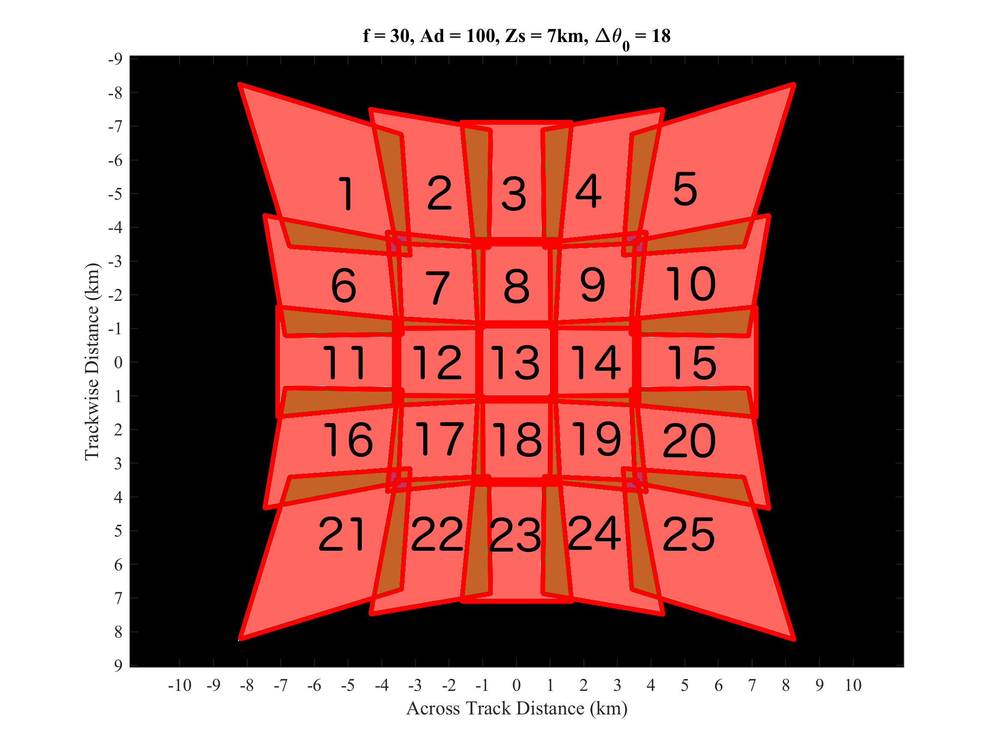 f = 30, Ad = 100, Zs = 7km, Δθ₀ = 18
-9
-8
-7
-6
-5
-4
-3
-2
-1
0
1
2
3
4
5
6
7
8
9
Trackwise Distance (km)
1 2 3 4 5
6 7 8 9 10
11 12 13 14 15
16 17 18 19 20
21 22 23 24 25
-10 -9 -8 -7 -6 -5 -4 -3 -2 -1 0 1 2 3 4 5 6 7 8 9 10
Across Track Distance (km)